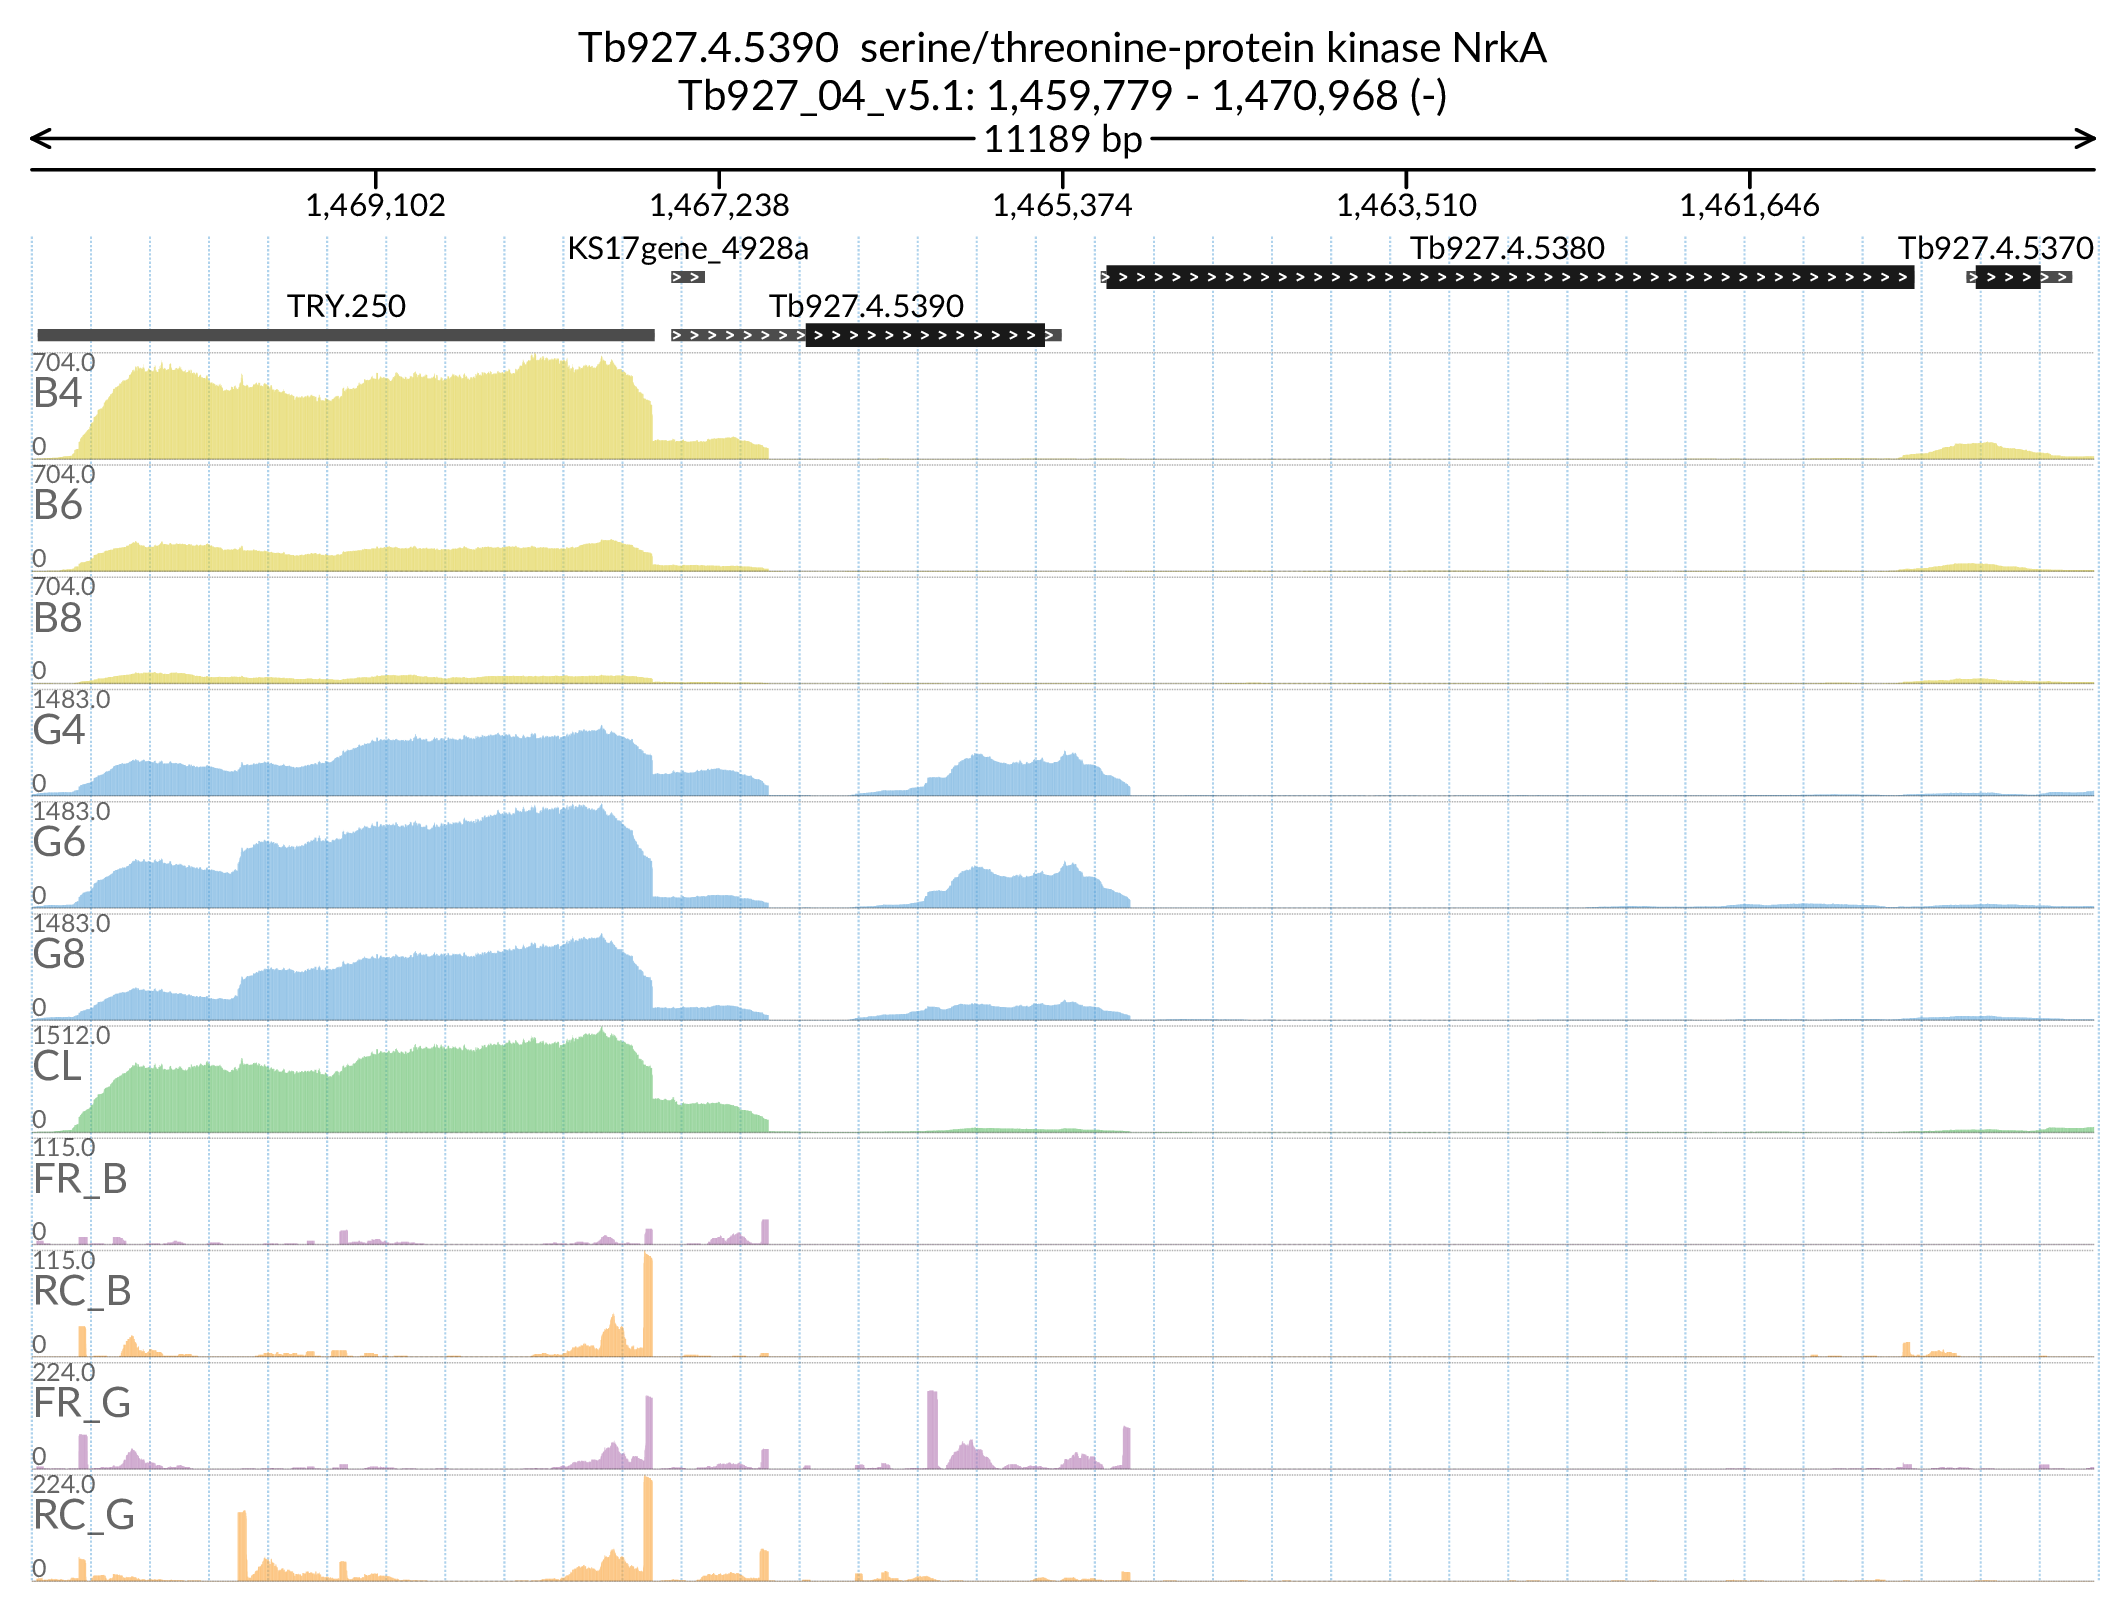 Tb927.4.5390  serine/threonine-protein kinase NrkA
Tb927_04_v5.1: 1,459,779 - 1,470,968 (-)
11189 bp
1,469,102 1,467,238 1,465,374 1,463,510 1,461,646
KS17gene_4928a Tb927.4.5380 Tb927.4.5370
TRY.250 Tb927.4.5390
704.0
B4
0
704.0
B6
0
704.0
B8
0
1483.0
G4
0
1483.0
G6
0
1483.0
G8
0
1512.0
CL
0
115.0
FR_B
0
115.0
RC_B
0
224.0
FR_G
0
224.0
RC_G
0